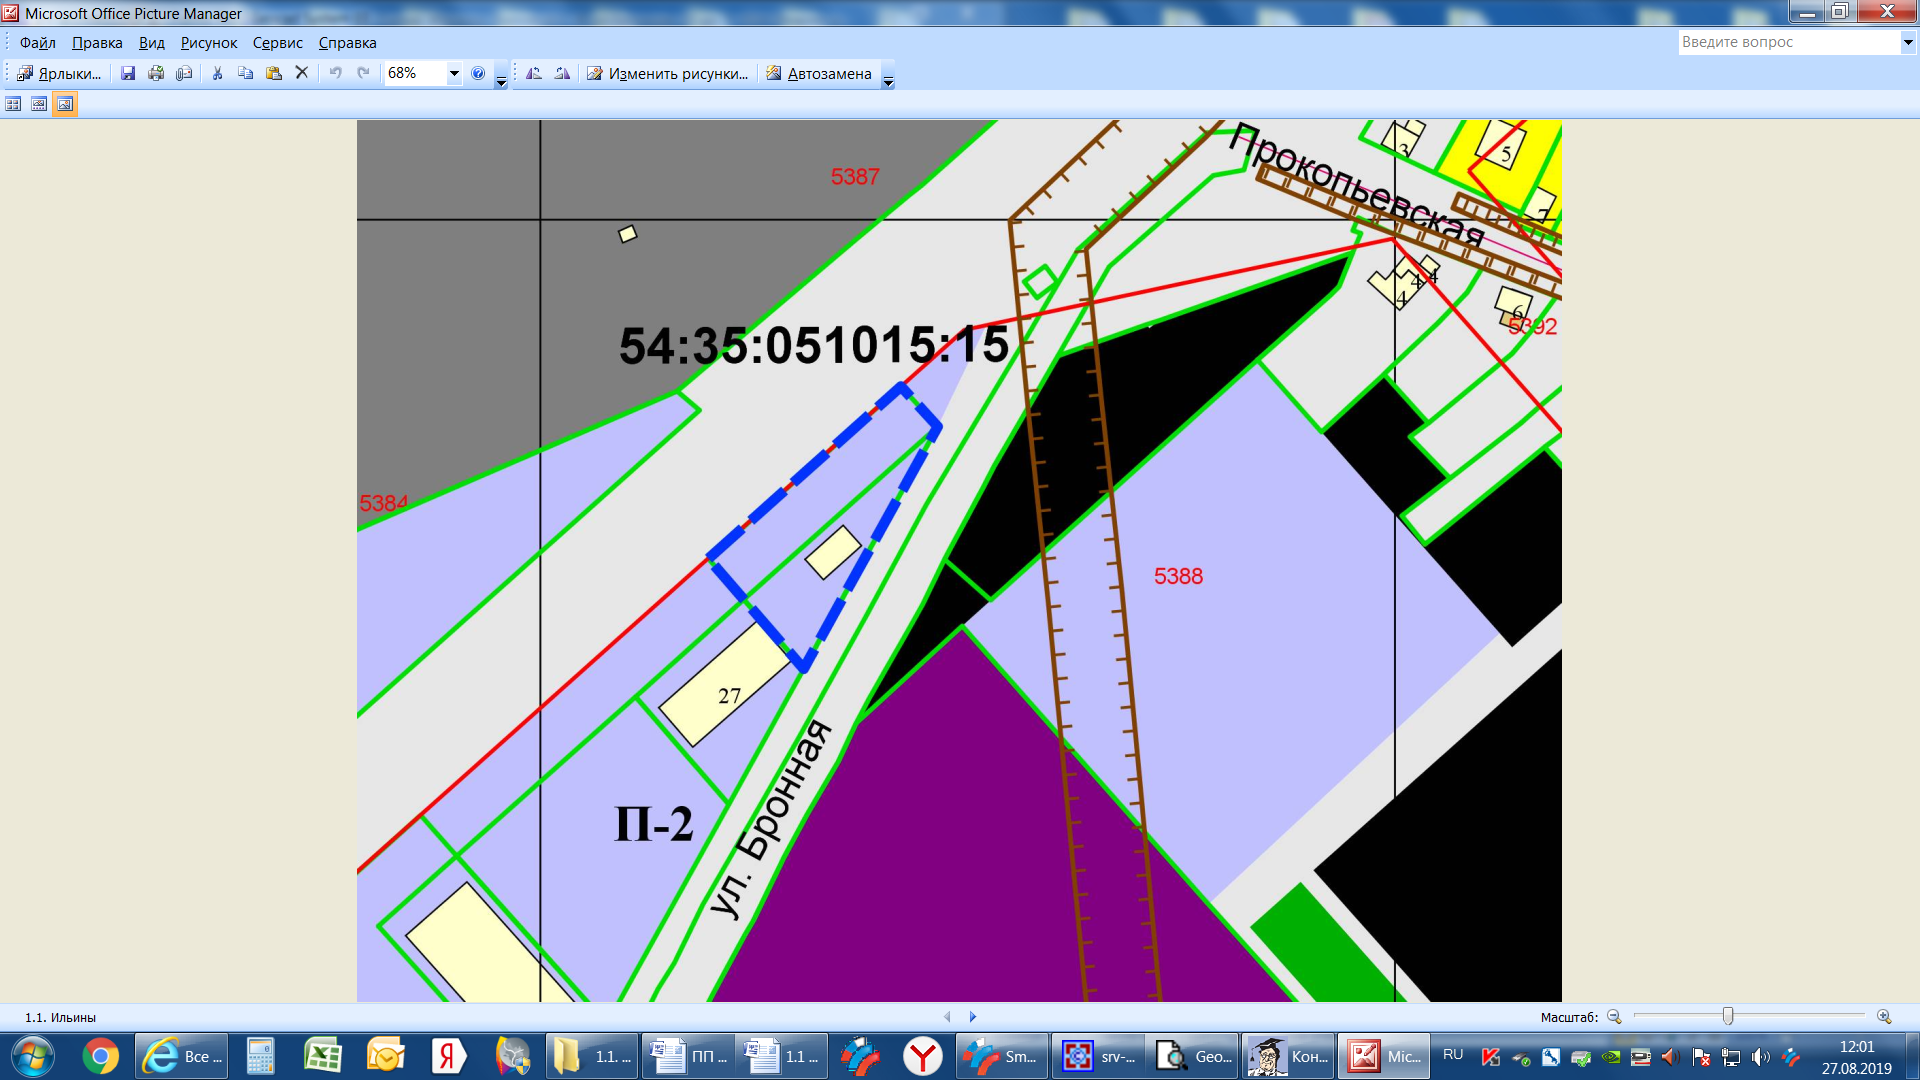 Microsoft Office Picture Manager
Файл Правка Вид Рисунок Сервис Справка
Введите вопрос
Ярлыки... 68% Изменить рисунки... Автозамена
5387
Прокопьевская
3
5
7
4 4 4
6
5392
54:35:051015:15
5384
5388
27
П-2
ул. Бронная
1.1. Ильины
Масштаб:
Все ...
1.1. ...
ПП ...
1.1 ...
Sm...
srv-...
Geo...
Кон...
Mic...
RU
12:01
27.08.2019